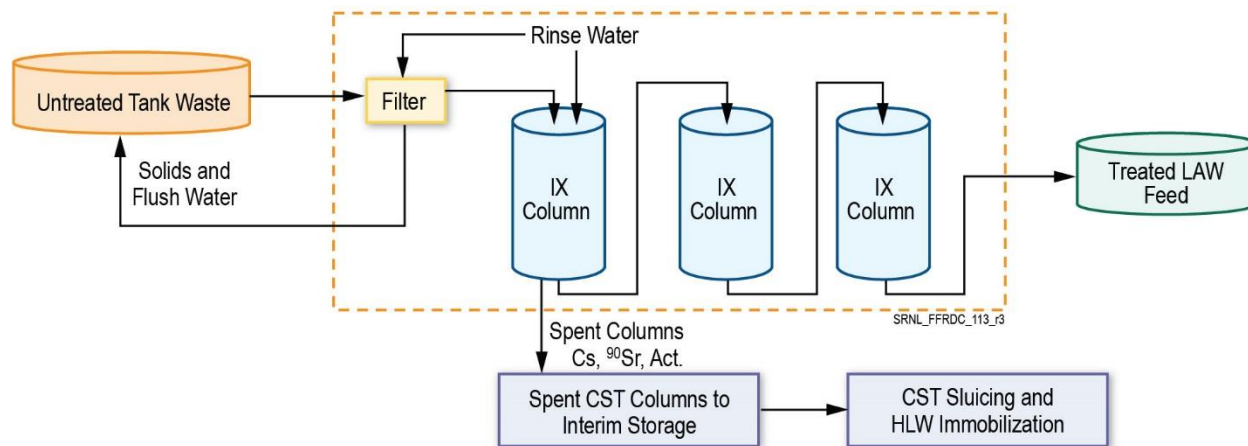 Rinse Water
Untreated Tank Waste
Filter
Solids and
Flush Water
IX
Column
IX
Column
IX
Column
Treated LAW
Feed
SRNL_FFRDC_113_r3
Spent Columns
Cs, ⁹⁰Sr, Act.
Spent CST Columns to
Interim Storage
CST Sluicing and
HLW Immobilization